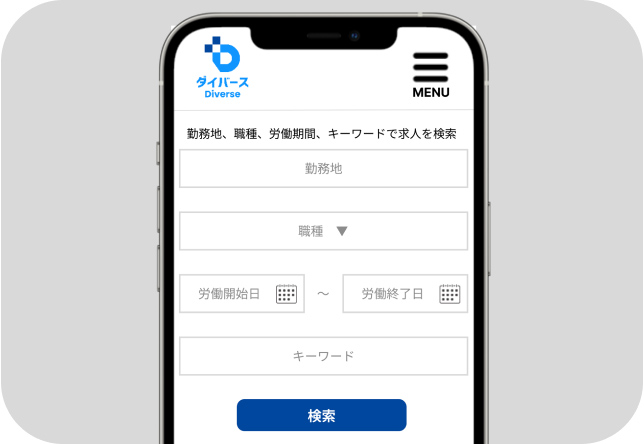 ダイバース
Diverse
MENU
勤務地、職種、労働期間、キーワードで求人を検索
勤務地
職種 ▼
労働開始日 ～ 労働終了日
キーワード
検索